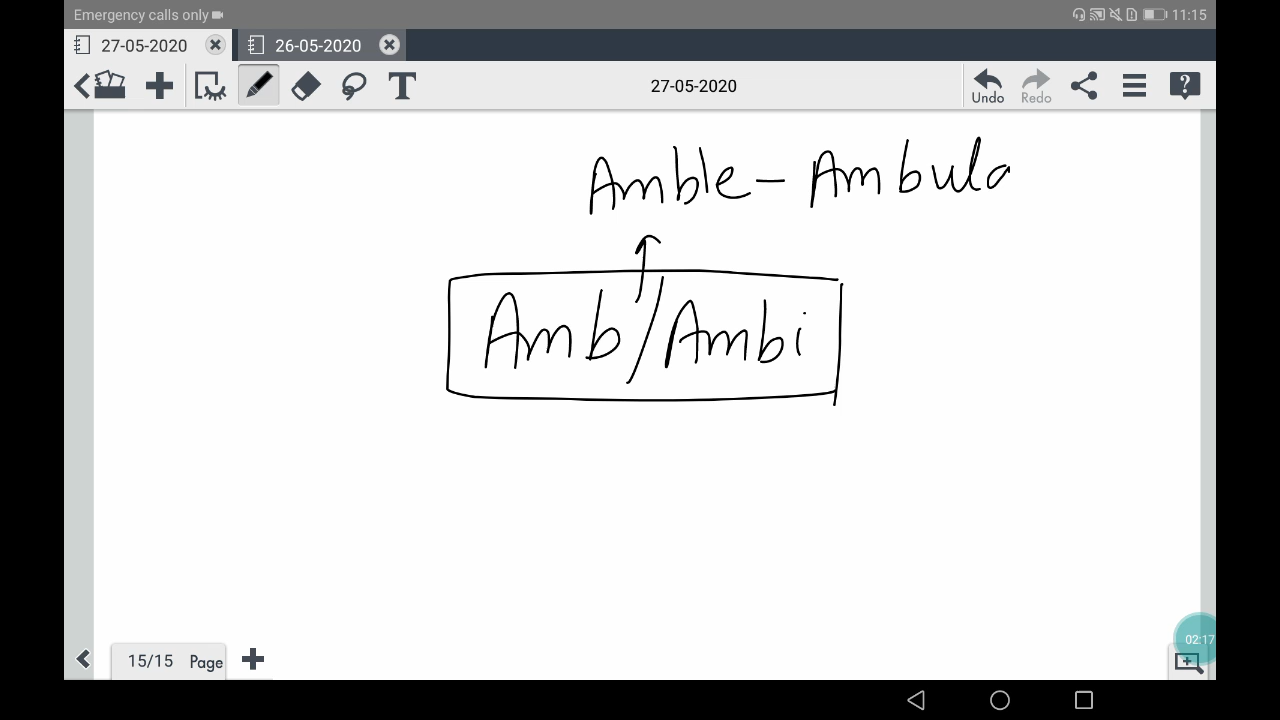 Emergency calls only 11:15
27-05-2020 26-05-2020
T 27-05-2020 Undo Redo ?
Amble - Ambula
Amb/Ambi
02:17
15/15 Page